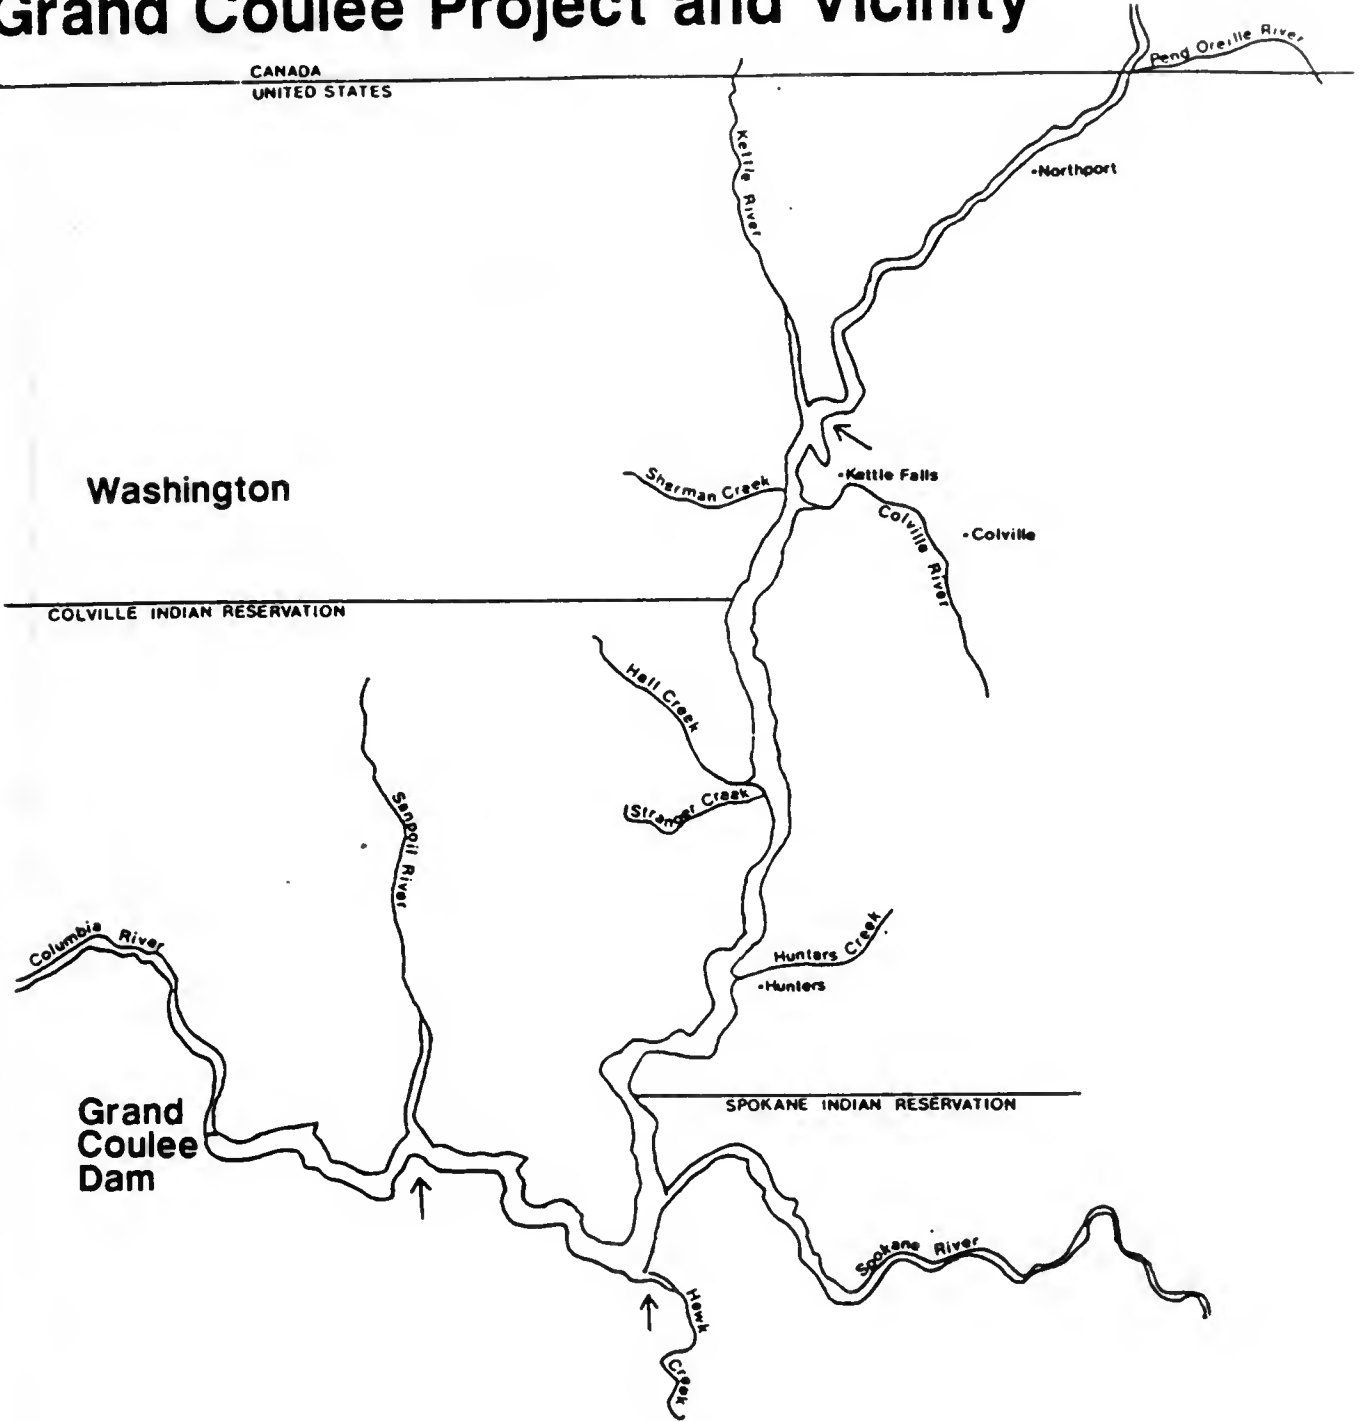 Grand Coulee Project and Vicinity
CANADA
UNITED STATES
Pend Oreille River
Kettle River
Northport
Washington
Sherman Creek
Kettle Falls
Colville River
Colville
COLVILLE INDIAN RESERVATION
Hall Creek
Stranger Creek
Sanpoil River
Columbia River
Hunters Creek
Hunters
Grand
Coulee
Dam
SPOKANE INDIAN RESERVATION
Spokane River
Hawk
Creek